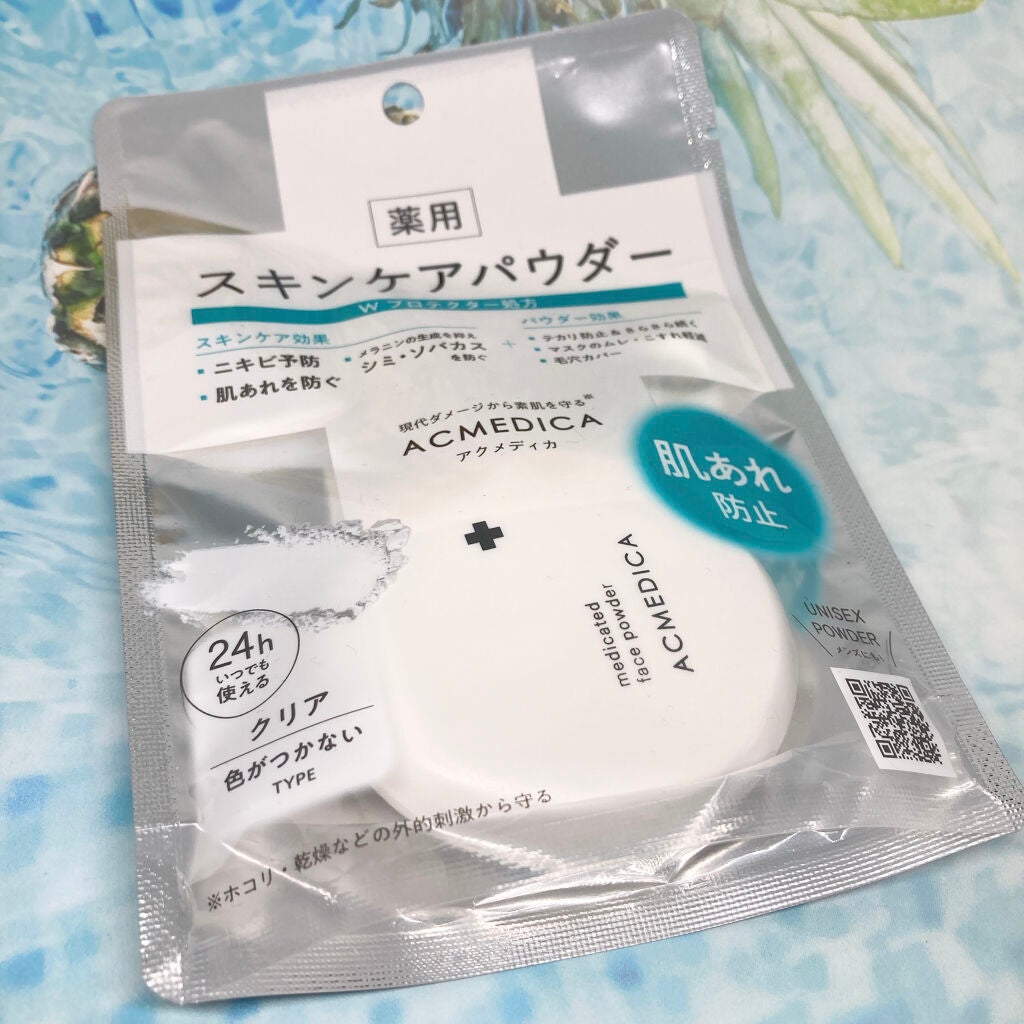 薬用
スキンケアパウダー
W プロテクター処方
スキンケア効果
・ニキビ予防
・肌あれを防ぐ
・メラニンの生成を抑え
シミ・ソバカス
を防ぐ
+
パウダー効果
・テカリ防止&さらさら続く
・マスクのムレ・こすれ軽減
・毛穴カバー
現代ダメージから素肌を守る※
ACMEDICA
アクメディカ
肌あれ
防止
medicated
face powder
ACMEDICA
UNISEX
POWDER
メンズにも!
24h
いつでも
使える
クリア
色がつかない
TYPE
※ホコリ・乾燥などの外的刺激から守る